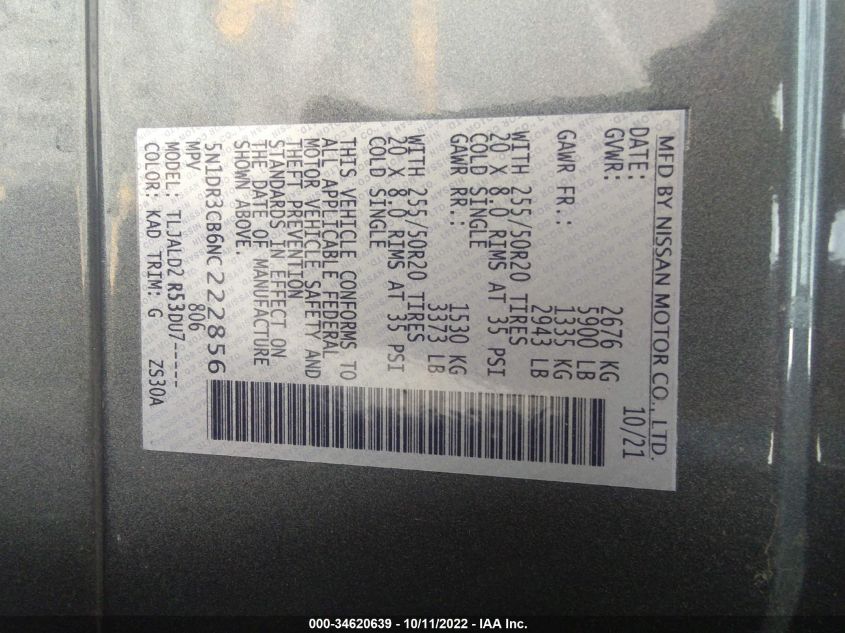 MFD BY NISSAN MOTOR CO., LTD.
DATE: 10/21
GVWR: 2676 KG
5900 LB
GAWR FR.: 1335 KG
2943 LB
WITH 255/50R20 TIRES
20 X 8.0 RIMS AT 35 PSI
COLD SINGLE
GAWR RR.: 1530 KG
3373 LB
WITH 255/50R20 TIRES
20 X 8.0 RIMS AT 35 PSI
COLD SINGLE
THIS VEHICLE CONFORMS TO
ALL APPLICABLE FEDERAL
MOTOR VEHICLE SAFETY AND
THEFT PREVENTION
STANDARDS IN EFFECT ON
THE DATE OF MANUFACTURE
SHOWN ABOVE.
5N1DR3CB6NC222856
MPV 806
MODEL: TLJALD2 R53DU7-----
COLOR: KAD TRIM: G ZS30A
000-34620639 - 10/11/2022 - IAA Inc.